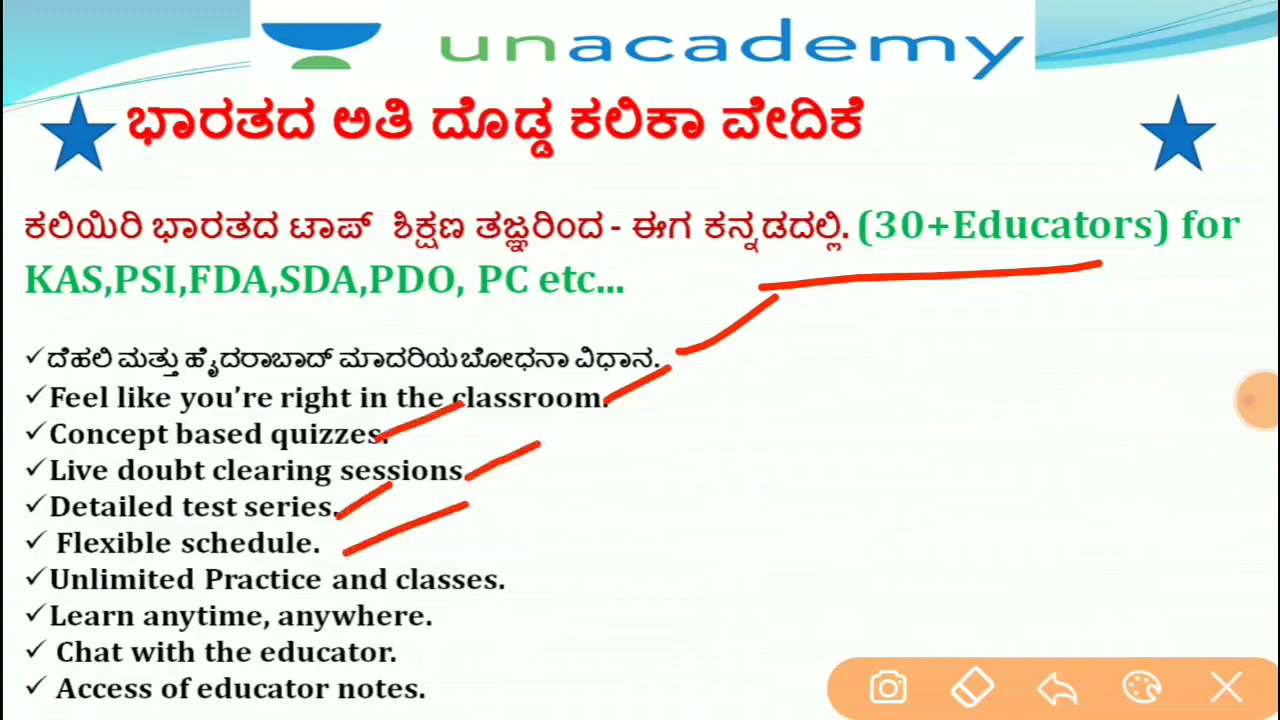 unacademy
ಭಾರತದ ಅತಿ ದೊಡ್ಡ ಕಲಿಕಾ ವೇದಿಕೆ
ಕಲಿಯಿರಿ ಭಾರತದ ಟಾಪ್ ಶಿಕ್ಷಣ ತಜ್ಞರಿಂದ - ಈಗ ಕನ್ನಡದಲ್ಲಿ. (30+Educators) for
KAS,PSI,FDA,SDA,PDO, PC etc...
✓ದೆಹಲಿ ಮತ್ತು ಹೈದರಾಬಾದ್ ಮಾದರಿಯ ಬೋಧನಾ ವಿಧಾನ.
✓Feel like you’re right in the classroom.
✓Concept based quizzes.
✓Live doubt clearing sessions.
✓Detailed test series.
✓ Flexible schedule.
✓Unlimited Practice and classes.
✓Learn anytime, anywhere.
✓ Chat with the educator.
✓ Access of educator notes.